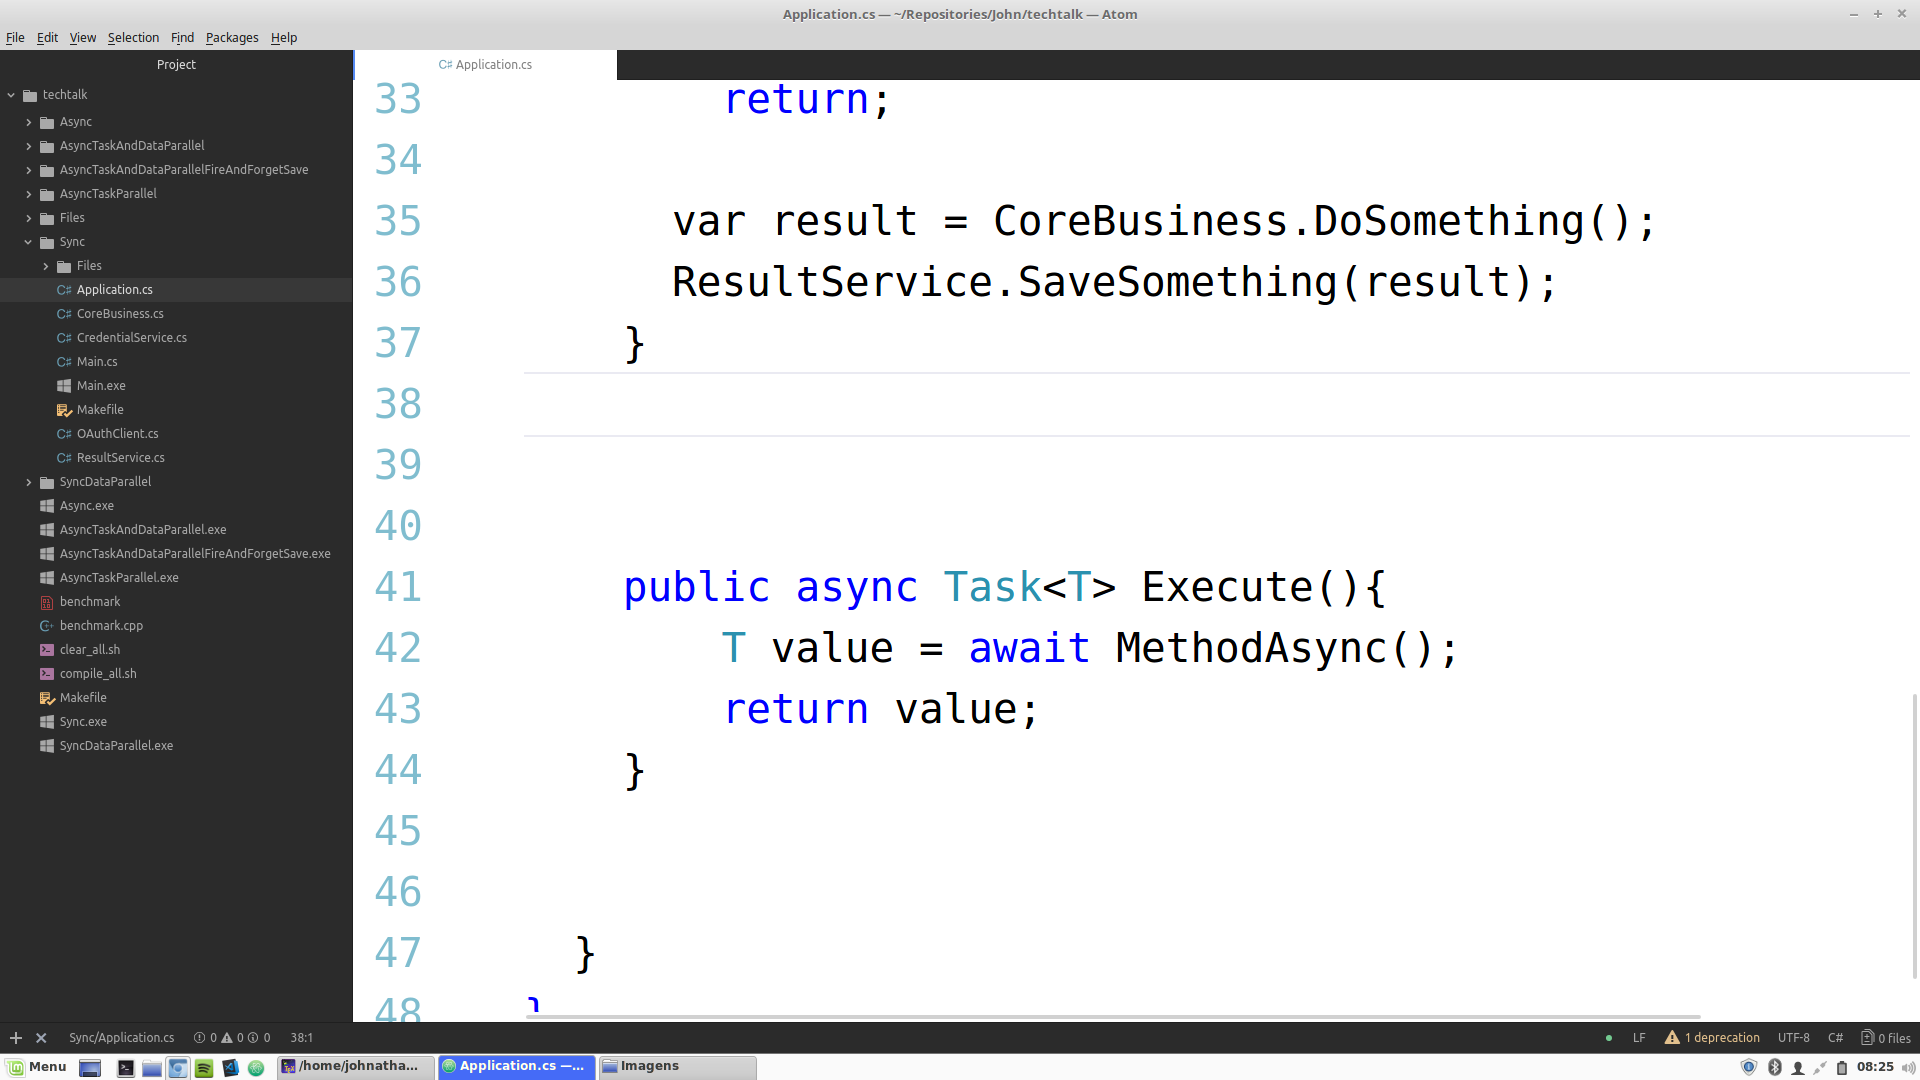 Application.cs — ~/Repositories/John/techtalk — Atom
File Edit View Selection Find Packages Help
Project
techtalk
Async
AsyncTaskAndDataParallel
AsyncTaskAndDataParallelFireAndForgetSave
AsyncTaskParallel
Files
Sync
Files
C# Application.cs
C# CoreBusiness.cs
C# CredentialService.cs
C# Main.cs
Main.exe
Makefile
C# OAuthClient.cs
C# ResultService.cs
SyncDataParallel
Async.exe
AsyncTaskAndDataParallel.exe
AsyncTaskAndDataParallelFireAndForgetSave.exe
AsyncTaskParallel.exe
benchmark
benchmark.cpp
clear_all.sh
compile_all.sh
Makefile
Sync.exe
SyncDataParallel.exe
C# Application.cs
33 return;
34
35 var result = CoreBusiness.DoSomething();
36 ResultService.SaveSomething(result);
37 }
38
39
40
41 public async Task<T> Execute(){
42 T value = await MethodAsync();
43 return value;
44 }
45
46
47 }
48 }
Sync/Application.cs 0 0 0 38:1 LF 1 deprecation UTF-8 C# 0 files
Menu /home/johnatha... Application.cs —... Imagens 08:25